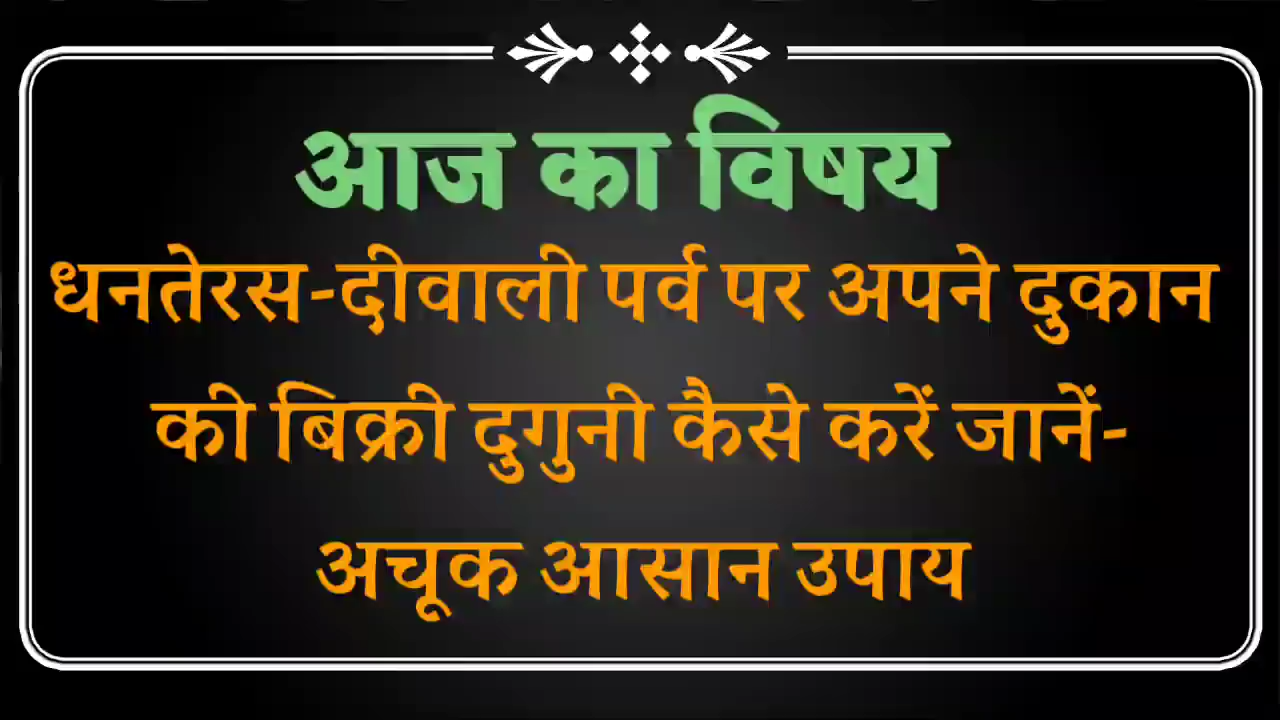 आज का विषय
धनतेरस-दीवाली पर्व पर अपने दुकान
की बिक्री दुगुनी कैसे करें जानें-
अचूक आसान उपाय